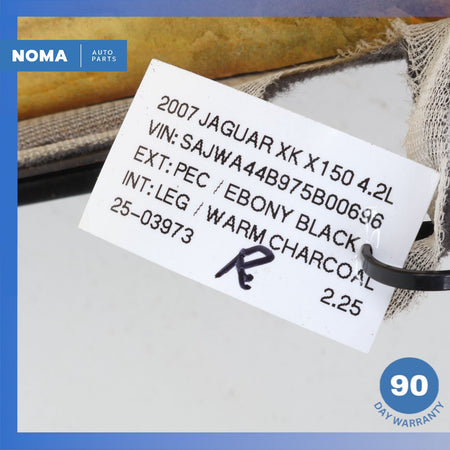 NOMA AUTO PARTS
2007 JAGUAR XK X150 4.2L
VIN: SAJWA44B975B00696
EXT: PEC / EBONY BLACK
INT: LEG / WARM CHARCOAL
25-03973
R
2.25
90
DAY WARRANTY